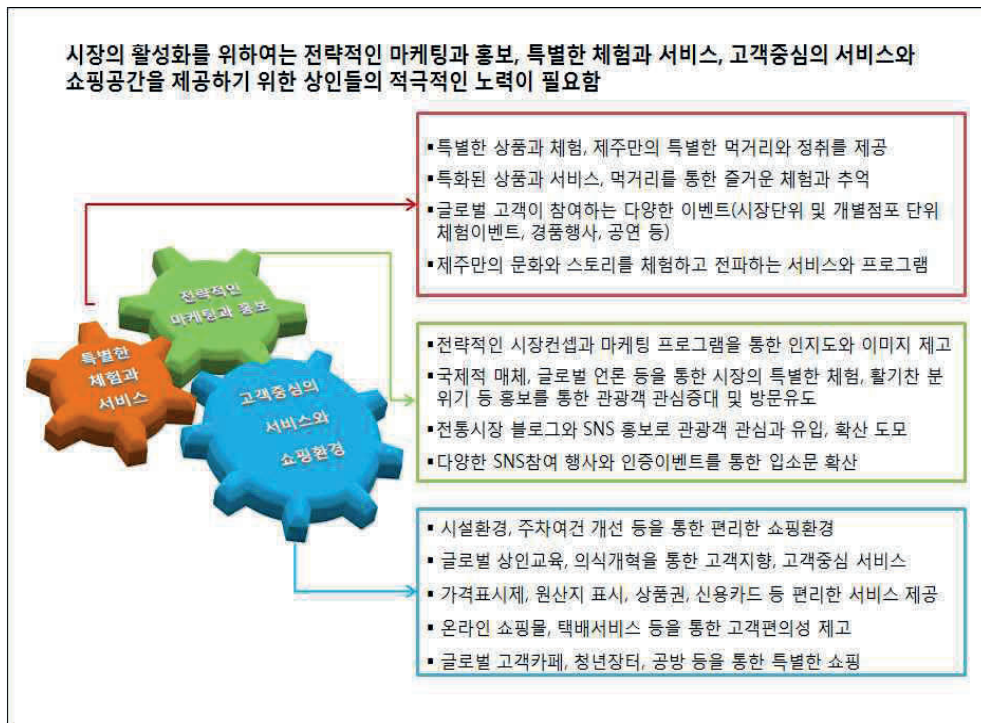 시장의 활성화를 위하여는 전략적인 마케팅과 홍보, 특별한 체험과 서비스, 고객중심의 서비스와
쇼핑공간을 제공하기 위한 상인들의 적극적인 노력이 필요함
▪특별한 상품과 체험, 제주만의 특별한 먹거리와 정취를 제공
▪특화된 상품과 서비스, 먹거리를 통한 즐거운 체험과 추억
▪글로벌 고객이 참여하는 다양한 이벤트(시장단위 및 개별점포 단위
체험이벤트, 경품행사, 공연 등)
▪제주만의 문화와 스토리를 체험하고 전파하는 서비스와 프로그램
전략적인
마케팅과 홍보
특별한
체험과
서비스
고객중심의
서비스와
쇼핑환경
▪전략적인 시장컨셉과 마케팅 프로그램을 통한 인지도와 이미지 제고
▪국제적 매체, 글로벌 언론 등을 통한 시장의 특별한 체험, 활기찬 분
위기 등 홍보를 통한 관광객 관심증대 및 방문유도
▪전통시장 블로그와 SNS 홍보로 관광객 관심과 유입, 확산 도모
▪다양한 SNS참여 행사와 인증이벤트를 통한 입소문 확산
▪ 시설환경, 주차여건 개선 등을 통한 편리한 쇼핑환경
▪ 글로벌 상인교육, 의식개혁을 통한 고객지향, 고객중심 서비스
▪ 가격표시제, 원산지 표시, 상품권, 신용카드 등 편리한 서비스 제공
▪ 온라인 쇼핑몰, 택배서비스 등을 통한 고객편의성 제고
▪ 글로벌 고객카페, 청년장터, 공방 등을 통한 특별한 쇼핑